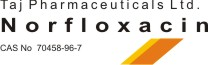 Taj Pharmaceuticals Ltd.
Norfloxacin
CAS No 70458-96-7